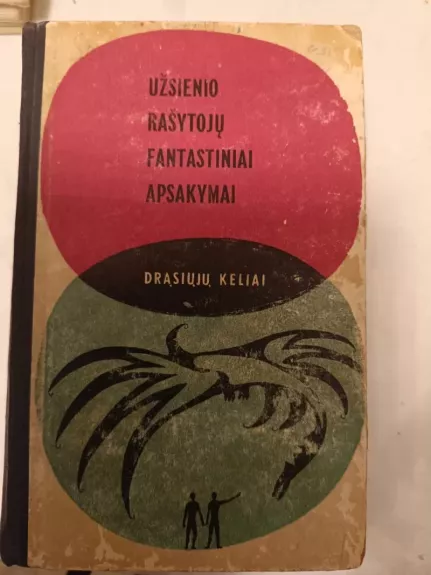 UŽSIENIO
RAŠYTOJŲ
FANTASTINIAI
APSAKYMAI
DRĄSIŲJŲ KELIAI